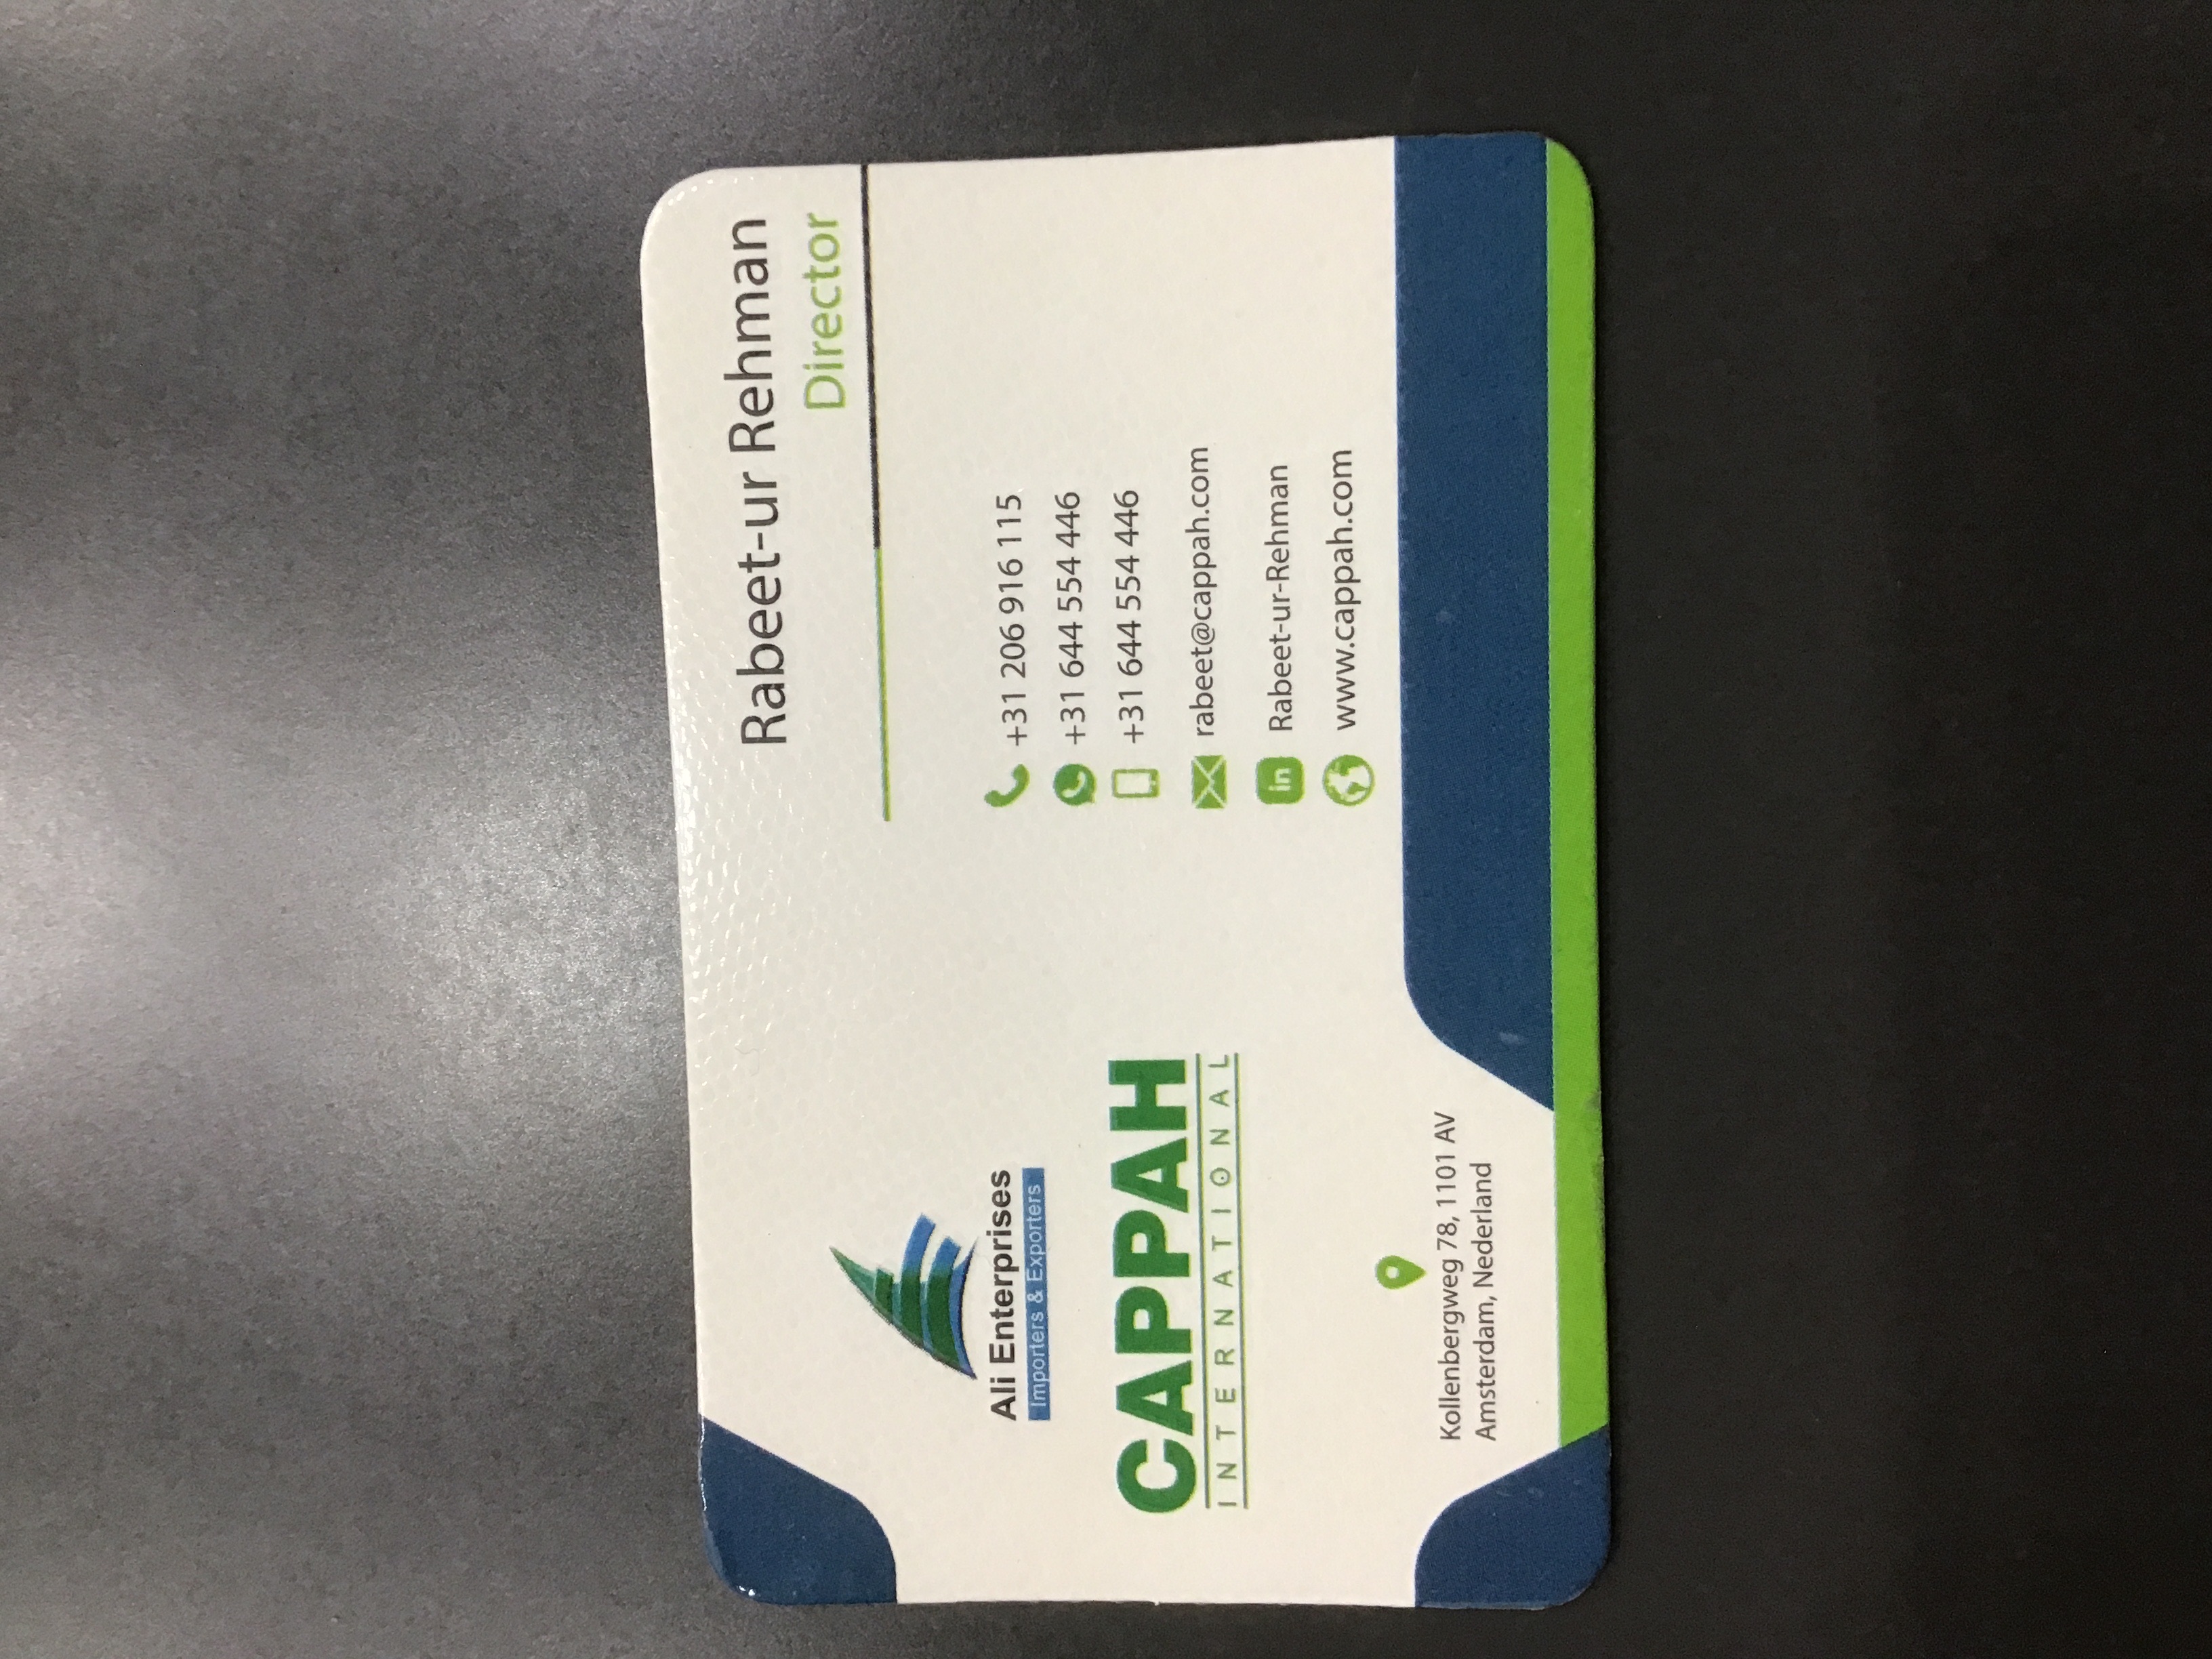 Rabeet-ur Rehman
Director
Ali Enterprises
Importers & Exporters
CAPPAH
INTERNATIONAL
+31 206 916 115
+31 644 554 446
+31 644 554 446
rabeet@cappah.com
in Rabeet-ur-Rehman
www.cappah.com
Kollenbergweg 78, 1101 AV
Amsterdam, Nederland